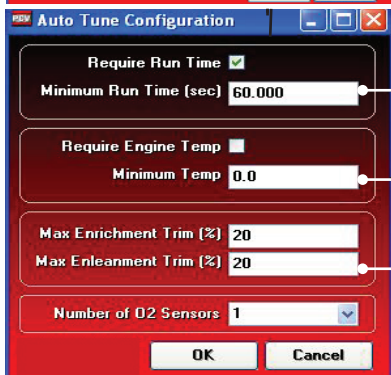 PCV Auto Tune Configuration
Require Run Time
Minimum Run Time (sec) 60.000
Require Engine Temp
Minimum Temp 0.0
Max Enrichment Trim (%) 20
Max Enleanment Trim (%) 20
Number of O2 Sensors 1
OK Cancel